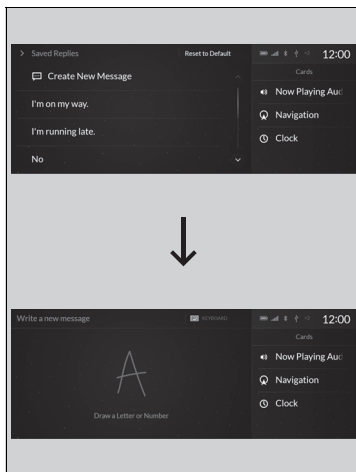 Saved Replies
Reset to Default
12:00
Create New Message
Cards
I'm on my way.
Now Playing Aud
Navigation
I'm running late.
Clock
No
Write a new message
KEYBOARD
12:00
Cards
Now Playing Aud
Navigation
A
Clock
Draw a Letter or Number